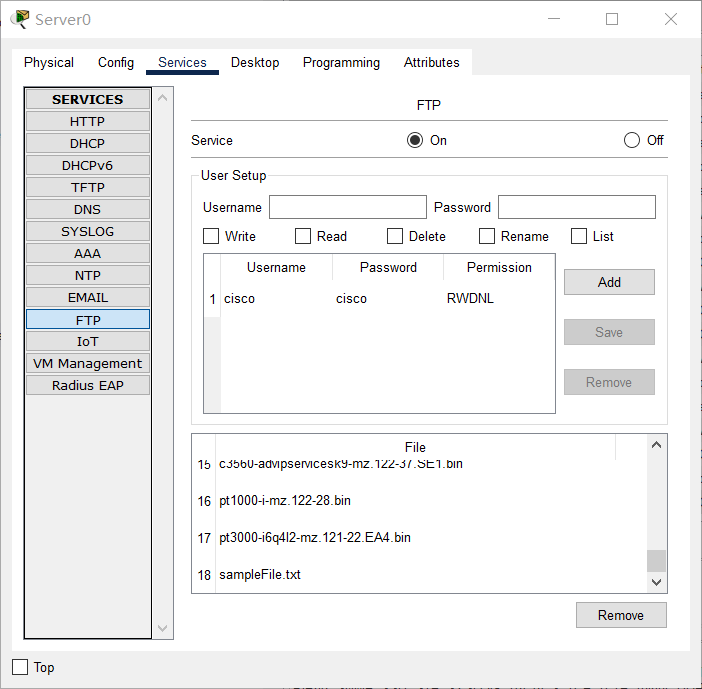 Server0
Physical Config Services Desktop Programming Attributes
SERVICES
HTTP
DHCP
DHCPv6
TFTP
DNS
SYSLOG
AAA
NTP
EMAIL
FTP
IoT
VM Management
Radius EAP
FTP
Service On Off
User Setup
Username Password
Write Read Delete Rename List
Username Password Permission
1 cisco cisco RWDNL
Add
Save
Remove
File
15 c3560-advipservicesk9-mz.122-37.SE1.bin
16 pt1000-i-mz.122-28.bin
17 pt3000-i6q4l2-mz.121-22.EA4.bin
18 sampleFile.txt
Remove
Top